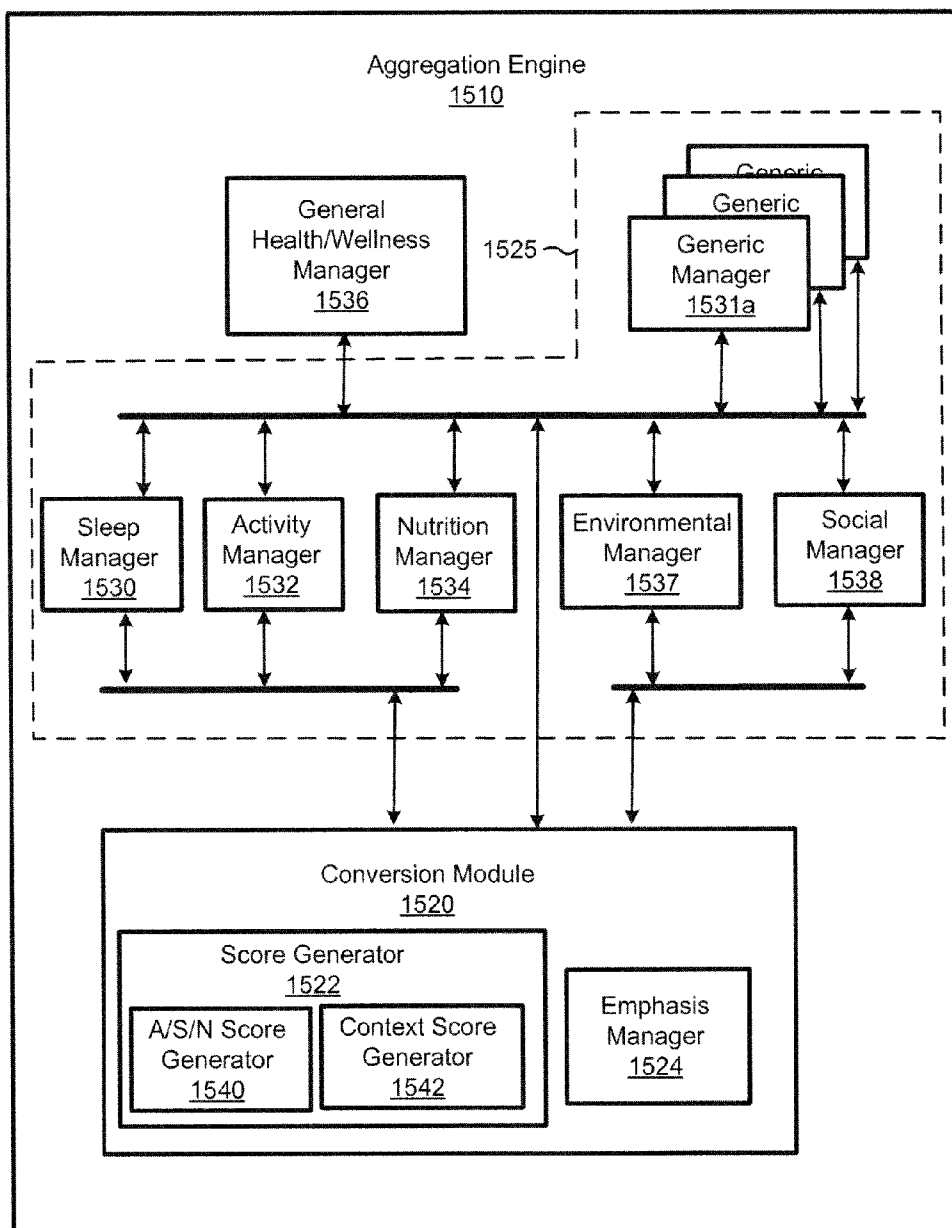 Aggregation Engine
1510
Generic
Generic
Generic
Manager
1531a
General
Health/Wellness
Manager
1536
1525
Sleep
Manager
1530
Activity
Manager
1532
Nutrition
Manager
1534
Environmental
Manager
1537
Social
Manager
1538
Conversion Module
1520
Score Generator
1522
A/S/N Score
Generator
1540
Context Score
Generator
1542
Emphasis
Manager
1524